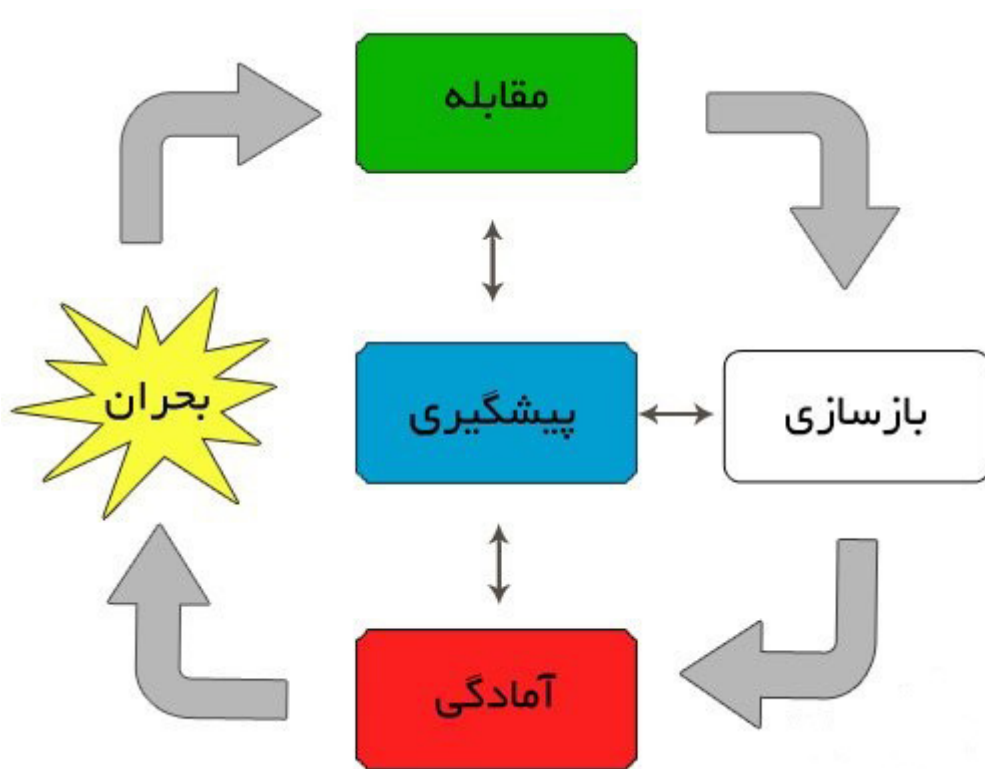 مقابله
بحران
پیشگیری
بازسازی
آمادگی